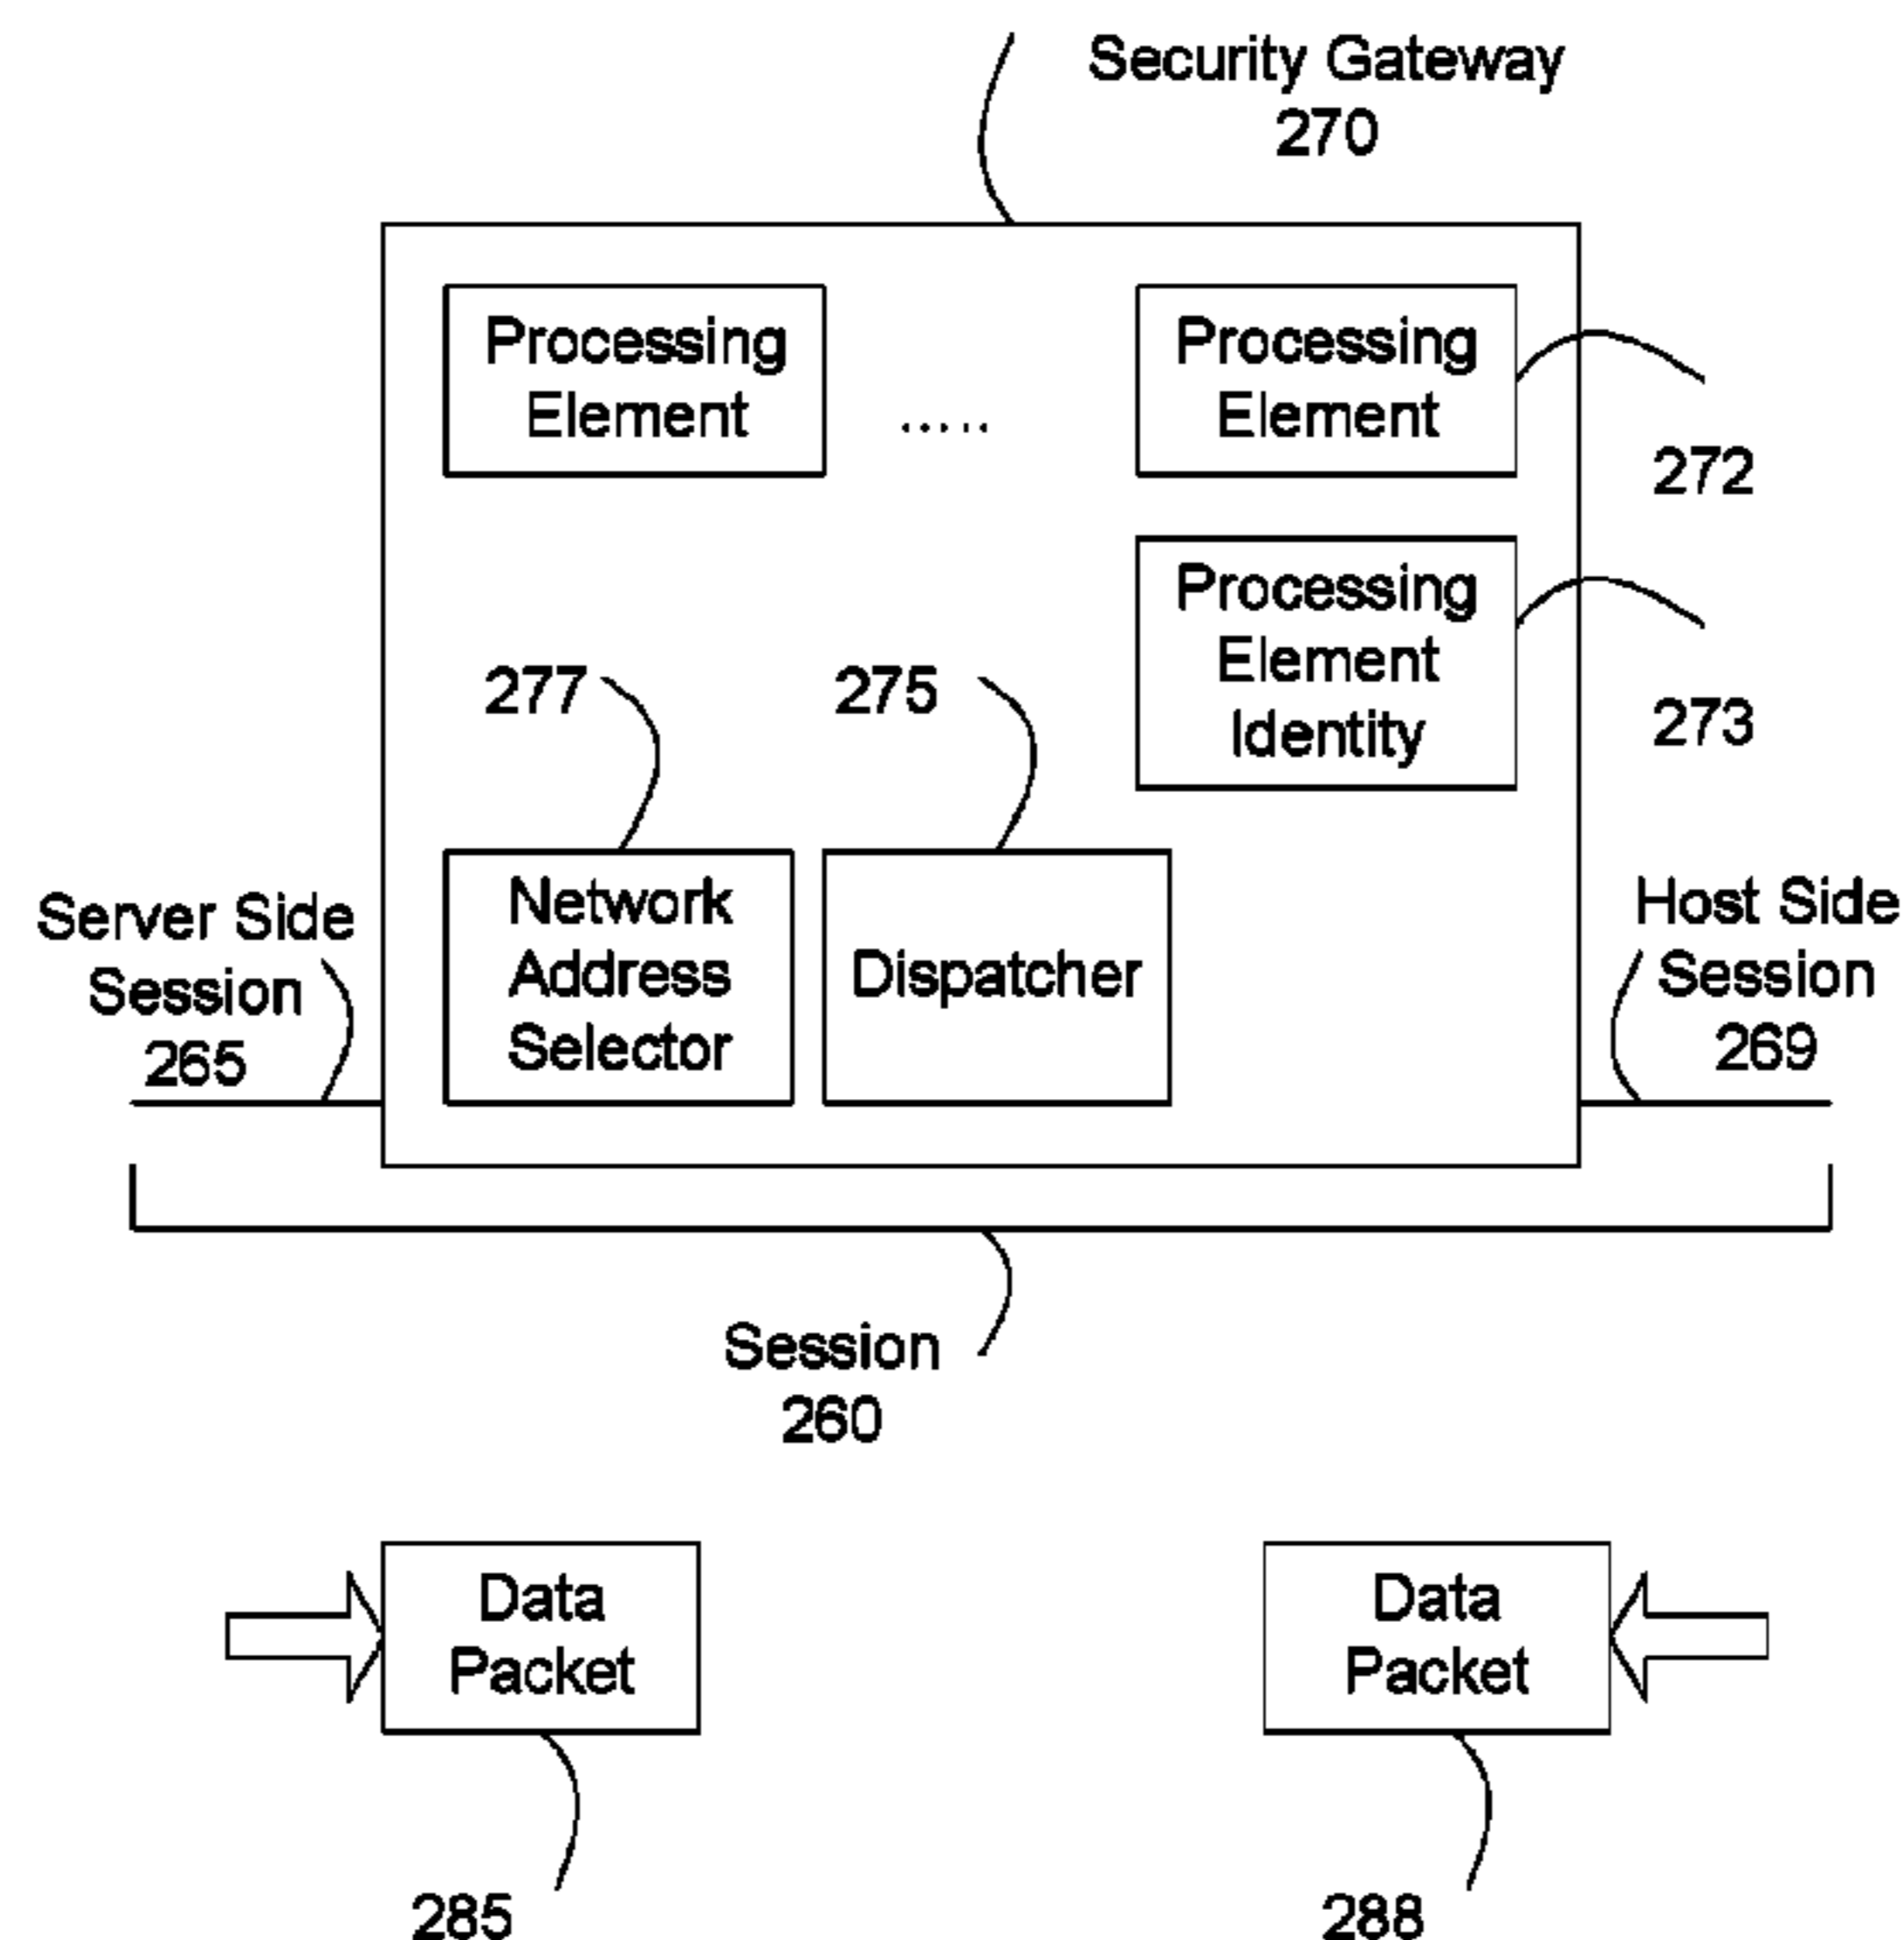 Security Gateway
270
Processing
Element
.....
Processing
Element
272
Processing
Element
Identity
273
277
275
Network
Address
Selector
Dispatcher
Server Side
Session
265
Host Side
Session
269
Session
260
Data
Packet
285
Data
Packet
288